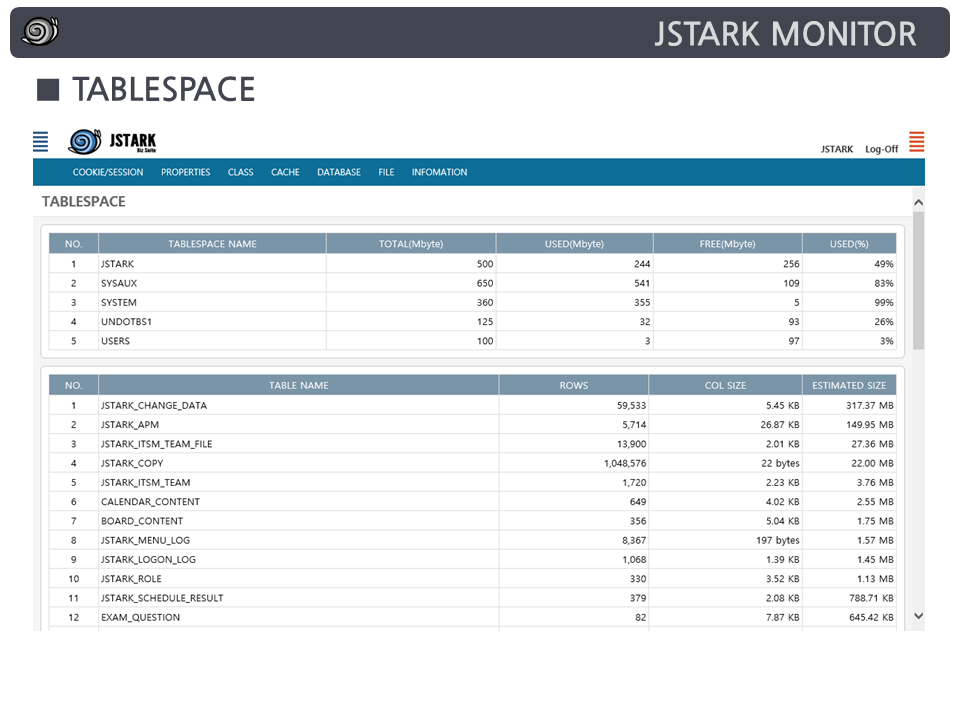 JSTARK MONITOR
■ TABLESPACE
JSTARK
Biz Suite
JSTARK Log-Off
COOKIE/SESSION PROPERTIES CLASS CACHE DATABASE FILE INFOMATION
TABLESPACE
NO. TABLESPACE NAME TOTAL(Mbyte) USED(Mbyte) FREE(Mbyte) USED(%)
1 JSTARK 500 244 256 49%
2 SYSAUX 650 541 109 83%
3 SYSTEM 360 355 5 99%
4 UNDOTBS1 125 32 93 26%
5 USERS 100 3 97 3%
NO. TABLE NAME ROWS COL SIZE ESTIMATED SIZE
1 JSTARK_CHANGE_DATA 59,533 5.45 KB 317.37 MB
2 JSTARK_APM 5,714 26.87 KB 149.95 MB
3 JSTARK_ITSM_TEAM_FILE 13,900 2.01 KB 27.36 MB
4 JSTARK_COPY 1,048,576 22 bytes 22.00 MB
5 JSTARK_ITSM_TEAM 1,720 2.23 KB 3.76 MB
6 CALENDAR_CONTENT 649 4.02 KB 2.55 MB
7 BOARD_CONTENT 356 5.04 KB 1.75 MB
8 JSTARK_MENU_LOG 8,367 197 bytes 1.57 MB
9 JSTARK_LOGON_LOG 1,068 1.39 KB 1.45 MB
10 JSTARK_ROLE 330 3.52 KB 1.13 MB
11 JSTARK_SCHEDULE_RESULT 379 2.08 KB 788.71 KB
12 EXAM_QUESTION 82 7.87 KB 645.42 KB